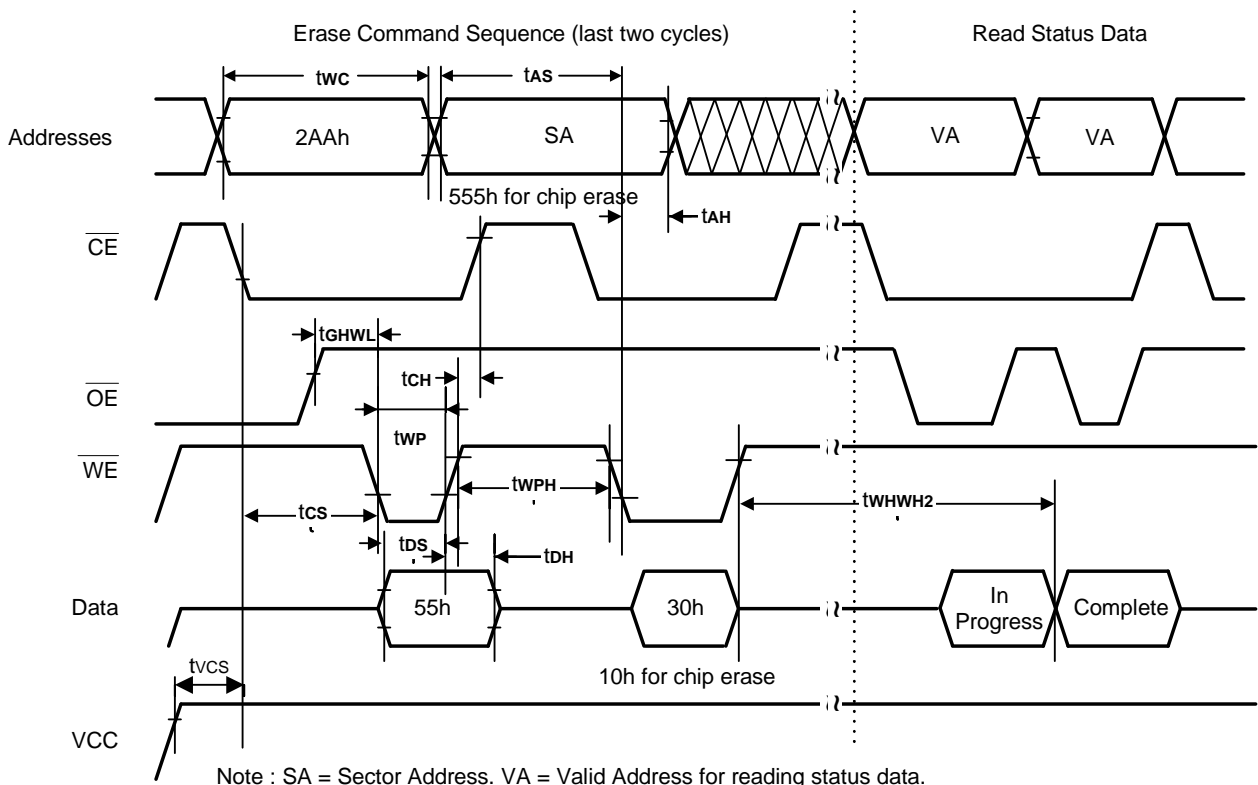 Erase Command Sequence (last two cycles)
Read Status Data
tWC
tAS
Addresses
2AAh
SA
VA
VA
555h for chip erase
tAH
CE
tGHWL
OE
tCH
tWP
WE
tWPH
tCS
tWHWH2
tDS
tDH
Data
55h
30h
In
Progress
Complete
10h for chip erase
tVCS
VCC
Note : SA = Sector Address. VA = Valid Address for reading status data.